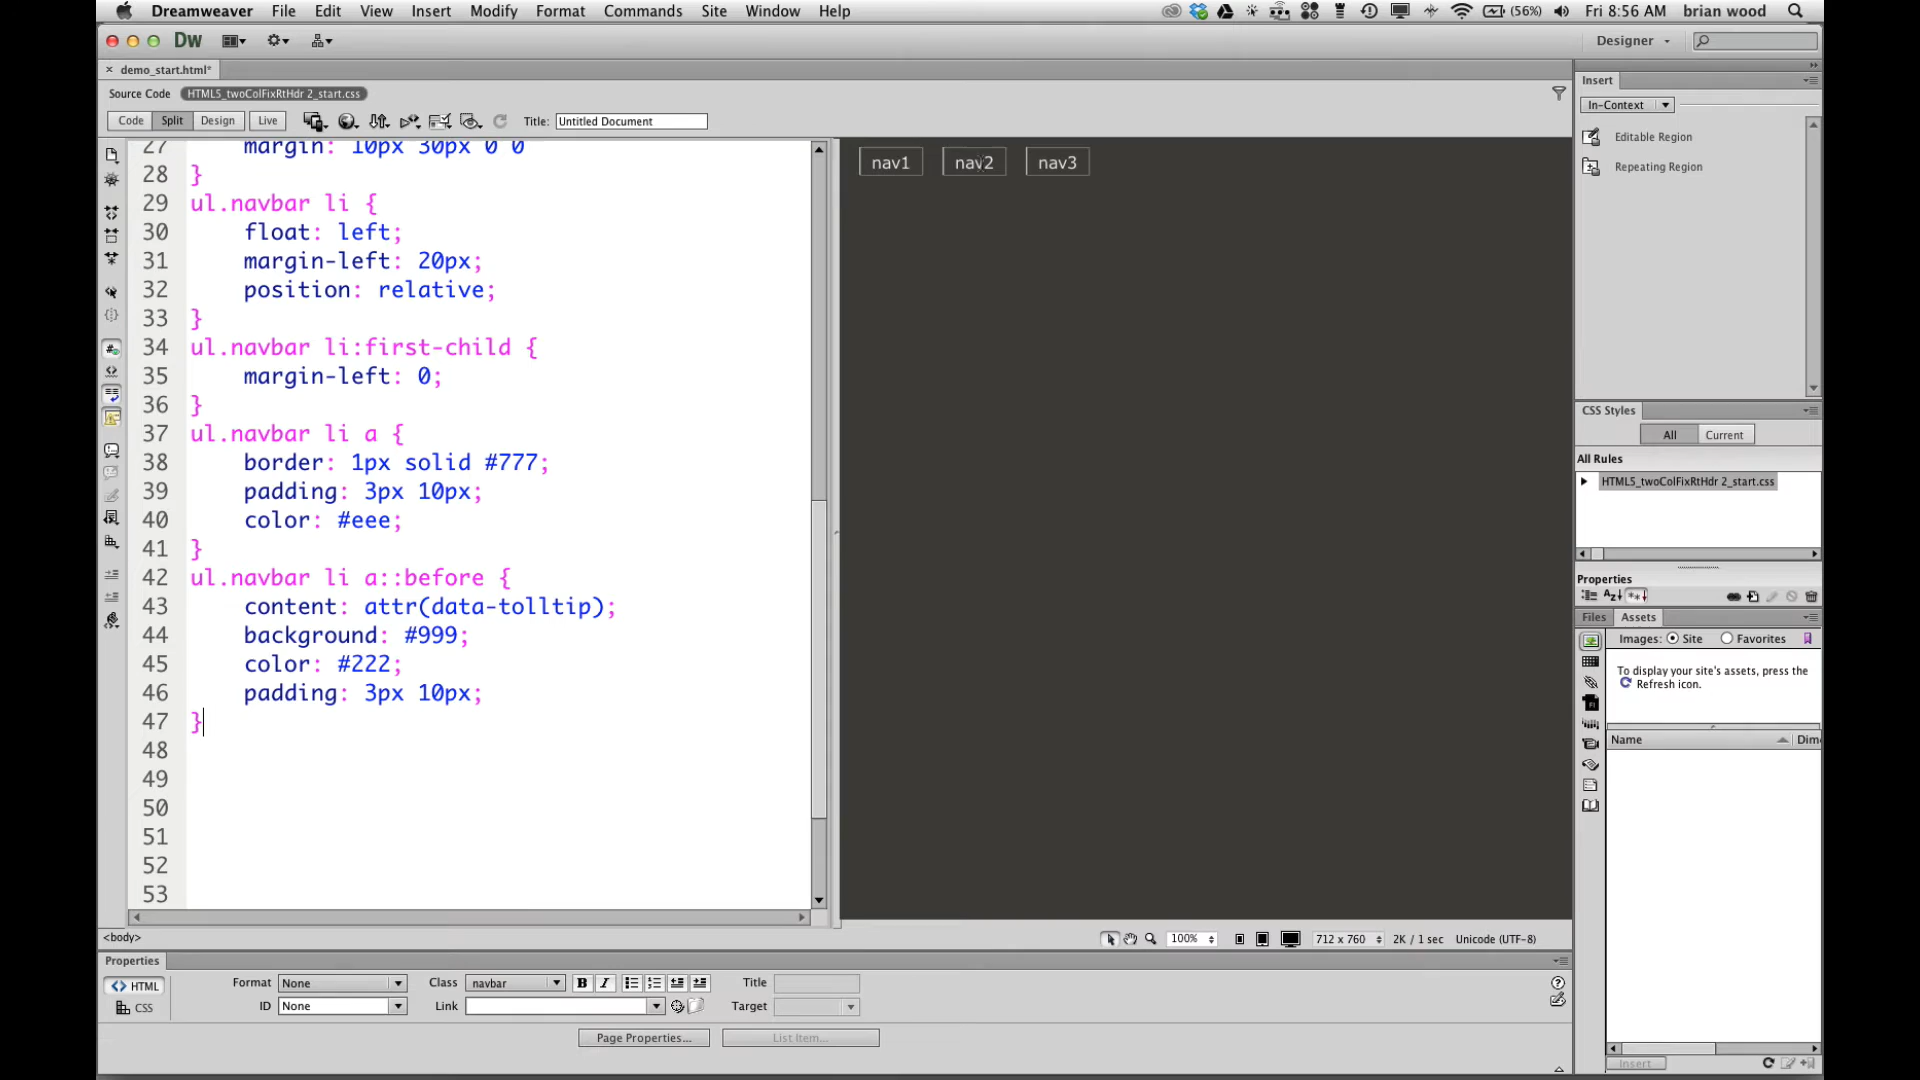 Dreamweaver File Edit View Insert Modify Format Commands Site Window Help (56%) Fri 8:56 AM brian wood
Dw Designer
demo_start.html*
Source Code HTML5_twoColFixRtHdr 2_start.css
Code Split Design Live Title: Untitled Document
27 margin: 10px 30px 0 0
28 }
29 ul.navbar li {
30 float: left;
31 margin-left: 20px;
32 position: relative;
33 }
34 ul.navbar li:first-child {
35 margin-left: 0;
36 }
37 ul.navbar li a {
38 border: 1px solid #777;
39 padding: 3px 10px;
40 color: #eee;
41 }
42 ul.navbar li a::before {
43 content: attr(data-tolltip);
44 background: #999;
45 color: #222;
46 padding: 3px 10px;
47 }
48
49
50
51
52
53
nav1 nav2 nav3
<body>
100% 712 x 760 2K / 1 sec Unicode (UTF-8)
Properties
HTML Format None Class navbar B I Title
CSS ID None Link Target
Page Properties... List Item...
Insert
In-Context
Editable Region
Repeating Region
CSS Styles
All Current
All Rules
HTML5_twoColFixRtHdr 2_start.css
Properties
Files Assets
Images: Site Favorites
To display your site's assets, press the
Refresh icon.
Name Dime
Insert